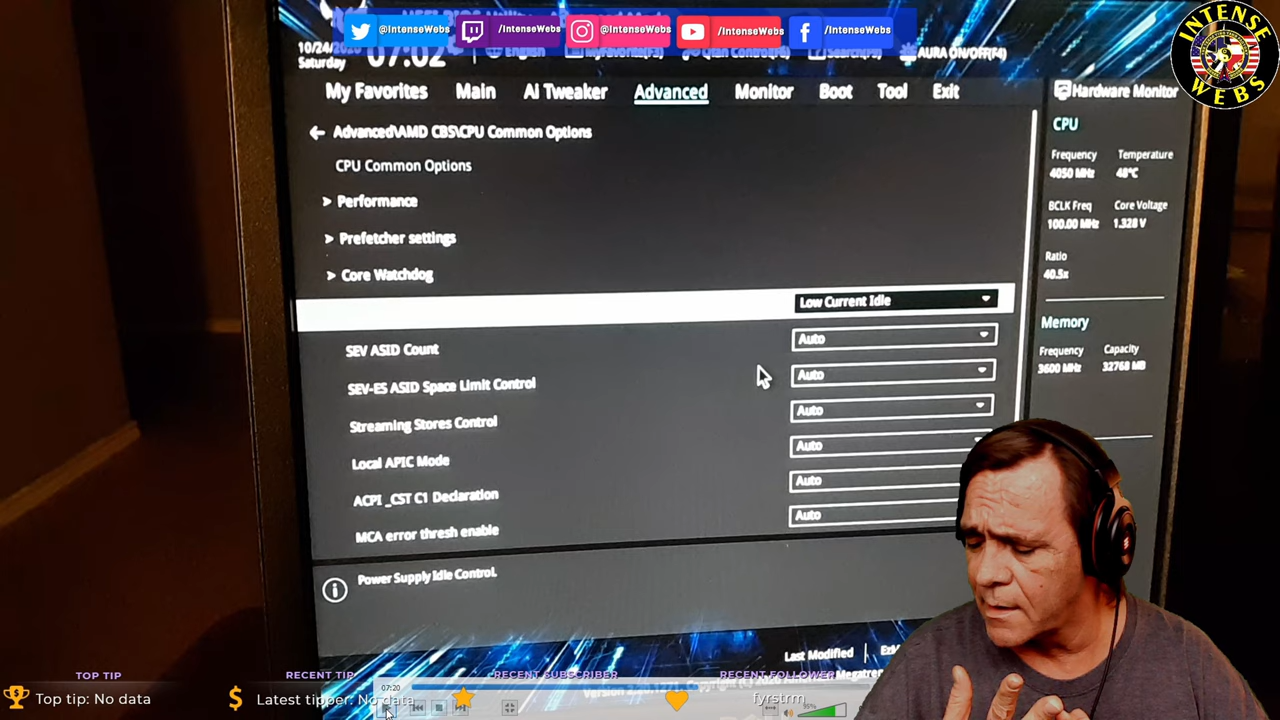 @IntenseWebs
/IntenseWebs
@IntenseWebs
/IntenseWebs
/IntenseWebs
INTENSE WEBS
10/24/
Saturday
07:02
English
AURA ON/OFF(F4)
My Favorites Main Ai Tweaker Advanced Monitor Boot Tool Exit
Hardware Monitor
Advanced\AMD CBS\CPU Common Options
CPU Common Options
> Performance
> Prefetcher settings
> Core Watchdog
Low Current Idle
SEV ASID Count Auto
SEV-ES ASID Space Limit Control Auto
Streaming Stores Control Auto
Local APIC Mode Auto
ACPI _CST C1 Declaration Auto
MCA error thresh enable Auto
Power Supply Idle Control.
CPU
Frequency Temperature
4050 MHz 48°C
BCLK Freq Core Voltage
100.00 MHz 1.328 V
Ratio
40.5x
Memory
Frequency Capacity
3600 MHz 32768 MB
Last Modified
TOP TIP
Top tip: No data
RECENT TIP
Latest tipper: No data
RECENT SUBSCRIBER
RECENT FOLLOWER
fyrstrm
07:20
95%